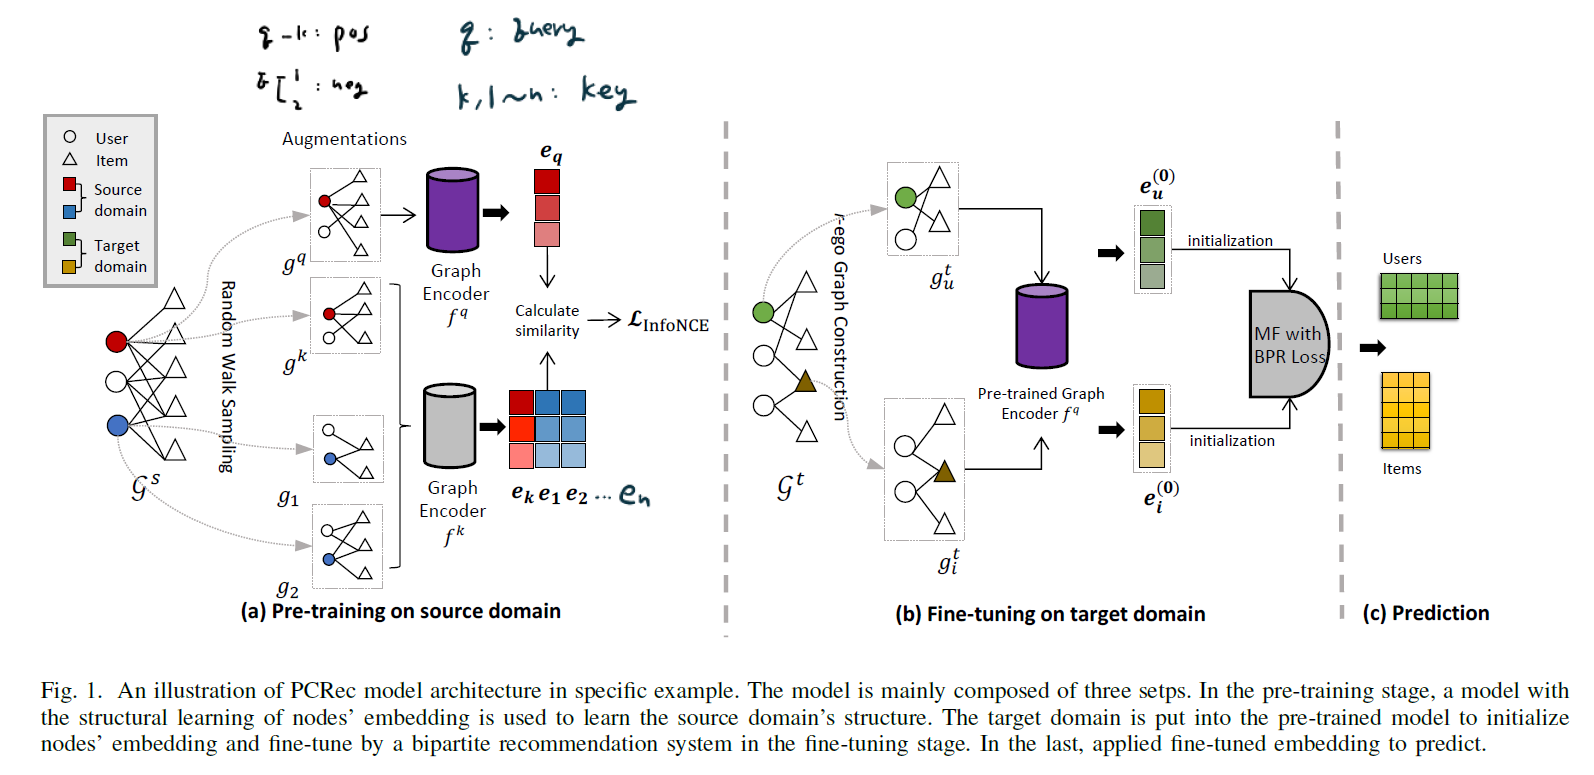 q-k: pos
q: query
q [ 1 2 : neg
k, 1~n: key
User
Item
Source
domain
Target
domain
Augmentations
g^q
g^k
g_1
g_2
Random Walk Sampling
𝒢^s
Graph
Encoder
f^q
Graph
Encoder
f^k
e_q
Calculate
similarity
ℒ_InfoNCE
e_k e_1 e_2 ... e_n
(a) Pre-training on source domain
r-ego Graph Construction
𝒢^t
g_u^t
g_i^t
Pre-trained Graph
Encoder f^q
e_u^(0)
initialization
e_i^(0)
initialization
MF with
BPR Loss
(b) Fine-tuning on target domain
Users
Items
(c) Prediction
Fig. 1. An illustration of PCRec model architecture in specific example. The model is mainly composed of three setps. In the pre-training stage, a model with
the structural learning of nodes' embedding is used to learn the source domain's structure. The target domain is put into the pre-trained model to initialize
nodes' embedding and fine-tune by a bipartite recommendation system in the fine-tuning stage. In the last, applied fine-tuned embedding to predict.